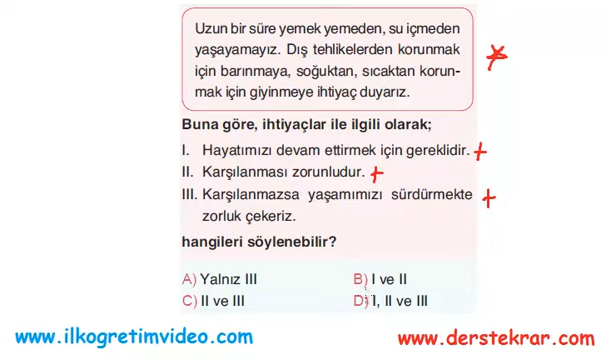 Uzun bir süre yemek yemeden, su içmeden
yaşayamayız. Dış tehlikelerden korunmak
için barınmaya, soğuktan, sıcaktan korun-
mak için giyinmeye ihtiyaç duyarız.
Buna göre, ihtiyaçlar ile ilgili olarak;
I. Hayatımızı devam ettirmek için gereklidir. +
II. Karşılanması zorunludur. +
III. Karşılanmazsa yaşamımızı sürdürmekte +
zorluk çekeriz.
hangileri söylenebilir?
A) Yalnız III B) I ve II
C) II ve III D) I, II ve III
www.ilkogretimvideo.com www.derstekrar.com